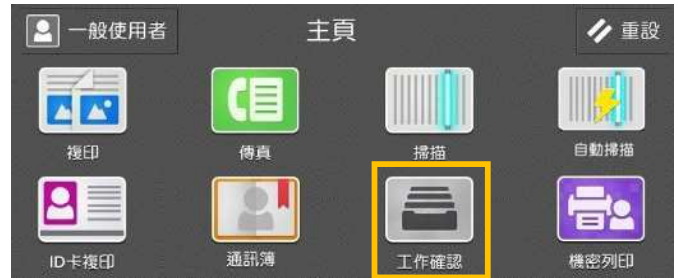 一般使用者
主頁
重設
複印
傳真
掃描
自動掃描
ID卡複印
通訊簿
工作確認
機密列印